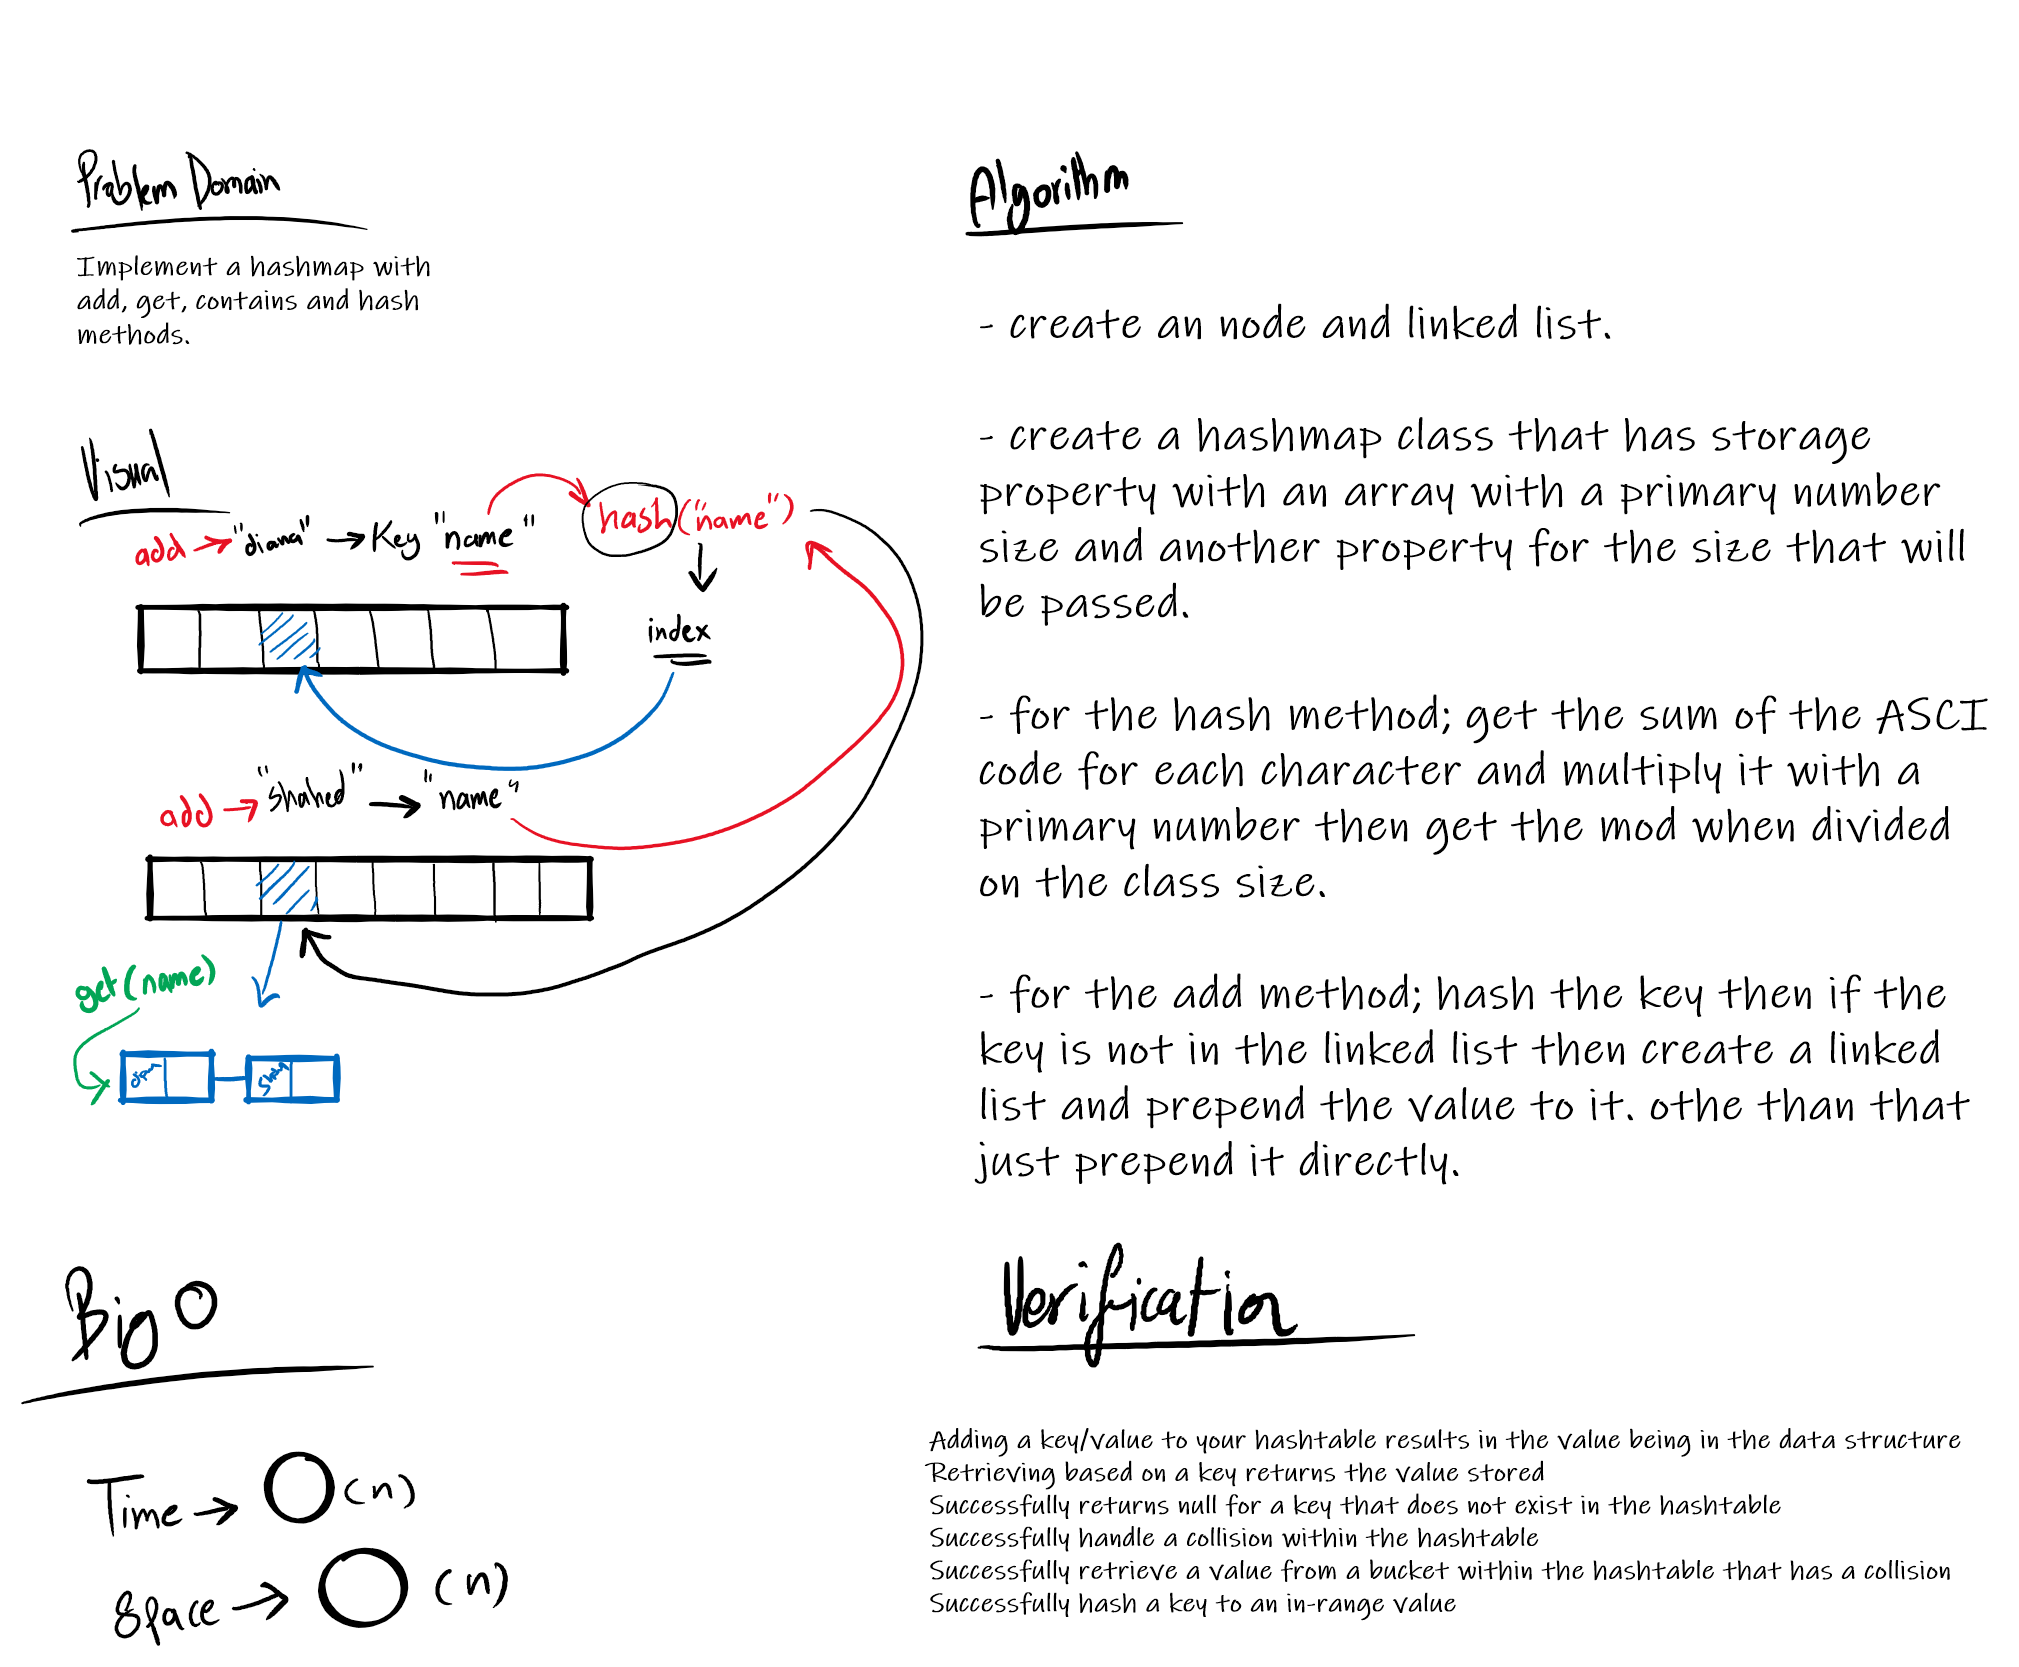 Problem Domain
Implement a hashmap with
add, get, contains and hash
methods.
Visual
add → "diana" → Key "name"
hash("name")
index
add → "shahed" → "name"
get(name)
Big O
Time → O(n)
Space → O (n)
Algorithm
- create an node and linked list.
- create a hashmap class that has storage
property with an array with a primary number
size and another property for the size that will
be passed.
- for the hash method; get the sum of the ASCI
code for each character and multiply it with a
primary number then get the mod when divided
on the class size.
- for the add method; hash the key then if the
key is not in the linked list then create a linked
list and prepend the value to it. othe than that
just prepend it directly.
Verification
Adding a key/value to your hashtable results in the value being in the data structure
Retrieving based on a key returns the value stored
Successfully returns null for a key that does not exist in the hashtable
Successfully handle a collision within the hashtable
Successfully retrieve a value from a bucket within the hashtable that has a collision
Successfully hash a key to an in-range value